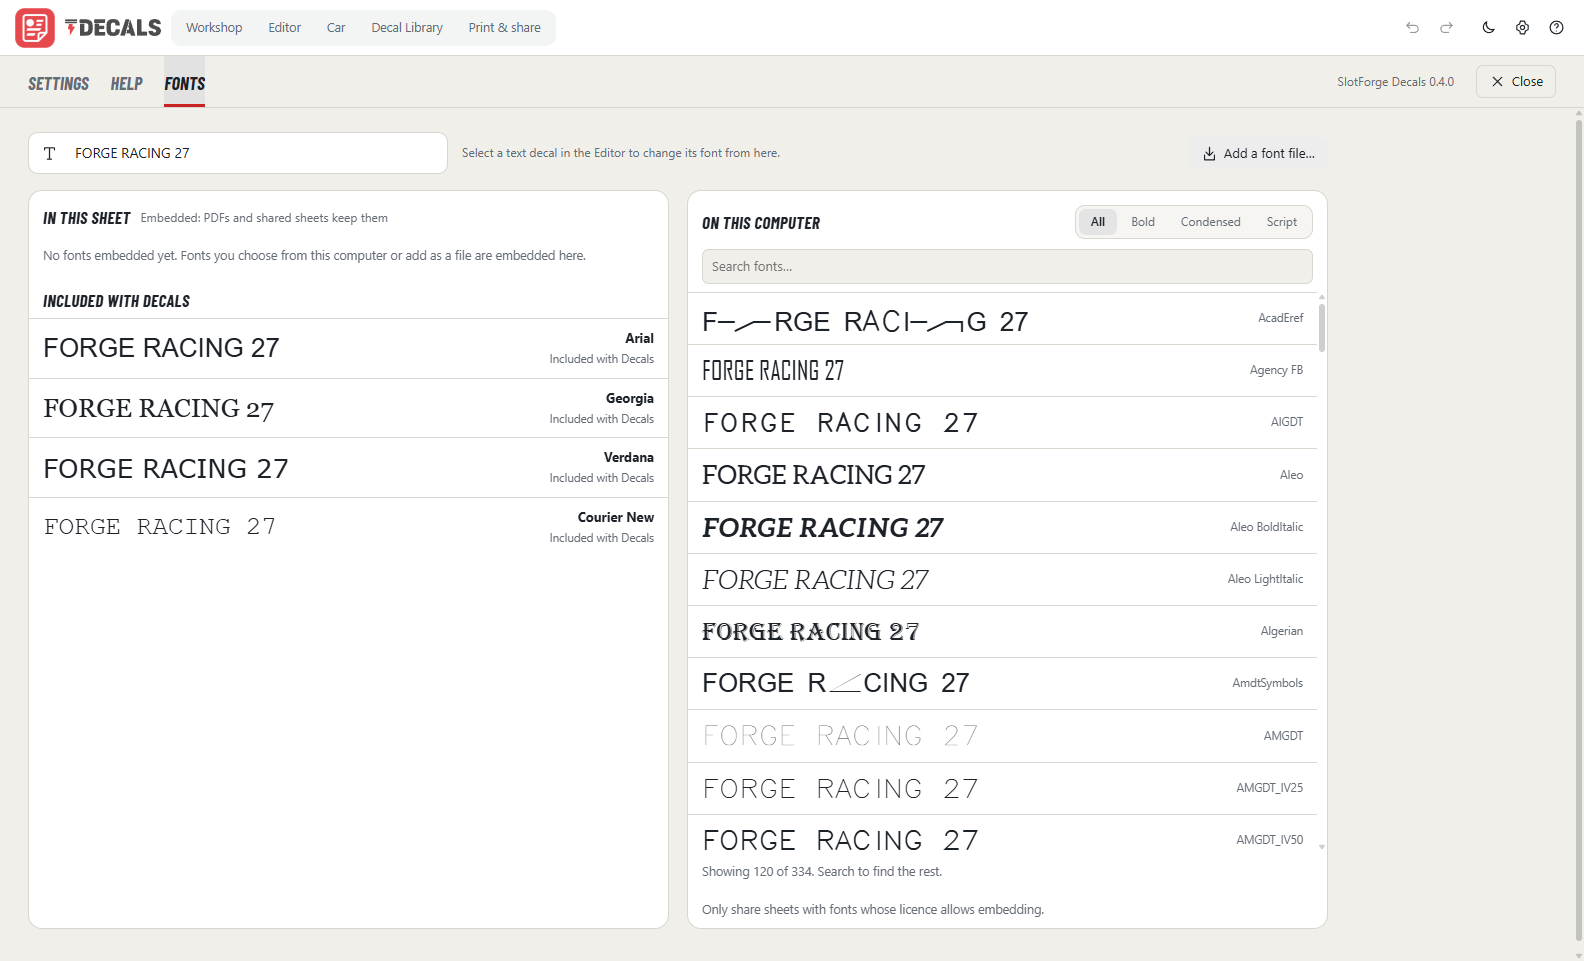 DECALS
Workshop Editor Car Decal Library Print & share
SETTINGS HELP FONTS
SlotForge Decals 0.4.0
Close
FORGE RACING 27
Select a text decal in the Editor to change its font from here.
Add a font file...
IN THIS SHEET Embedded: PDFs and shared sheets keep them
No fonts embedded yet. Fonts you choose from this computer or add as a file are embedded here.
INCLUDED WITH DECALS
FORGE RACING 27 Arial
Included with Decals
FORGE RACING 27 Georgia
Included with Decals
FORGE RACING 27 Verdana
Included with Decals
FORGE RACING 27 Courier New
Included with Decals
ON THIS COMPUTER
All Bold Condensed Script
Search fonts...
F RGE RACI G 27 AcadEref
FORGE RACING 27 Agency FB
FORGE RACING 27 AIGDT
FORGE RACING 27 Aleo
FORGE RACING 27 Aleo BoldItalic
FORGE RACING 27 Aleo LightItalic
FORGE RACING 27 Algerian
FORGE R CING 27 AmdtSymbols
FORGE RACING 27 AMGDT
FORGE RACING 27 AMGDT_IV25
FORGE RACING 27 AMGDT_IV50
Showing 120 of 334. Search to find the rest.
Only share sheets with fonts whose licence allows embedding.